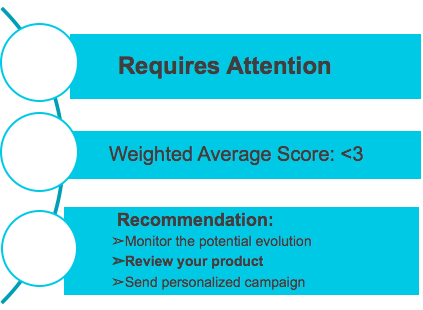 Requires Attention
Weighted Average Score: <3
Recommendation:
➢Monitor the potential evolution
➢Review your product
➢Send personalized campaign